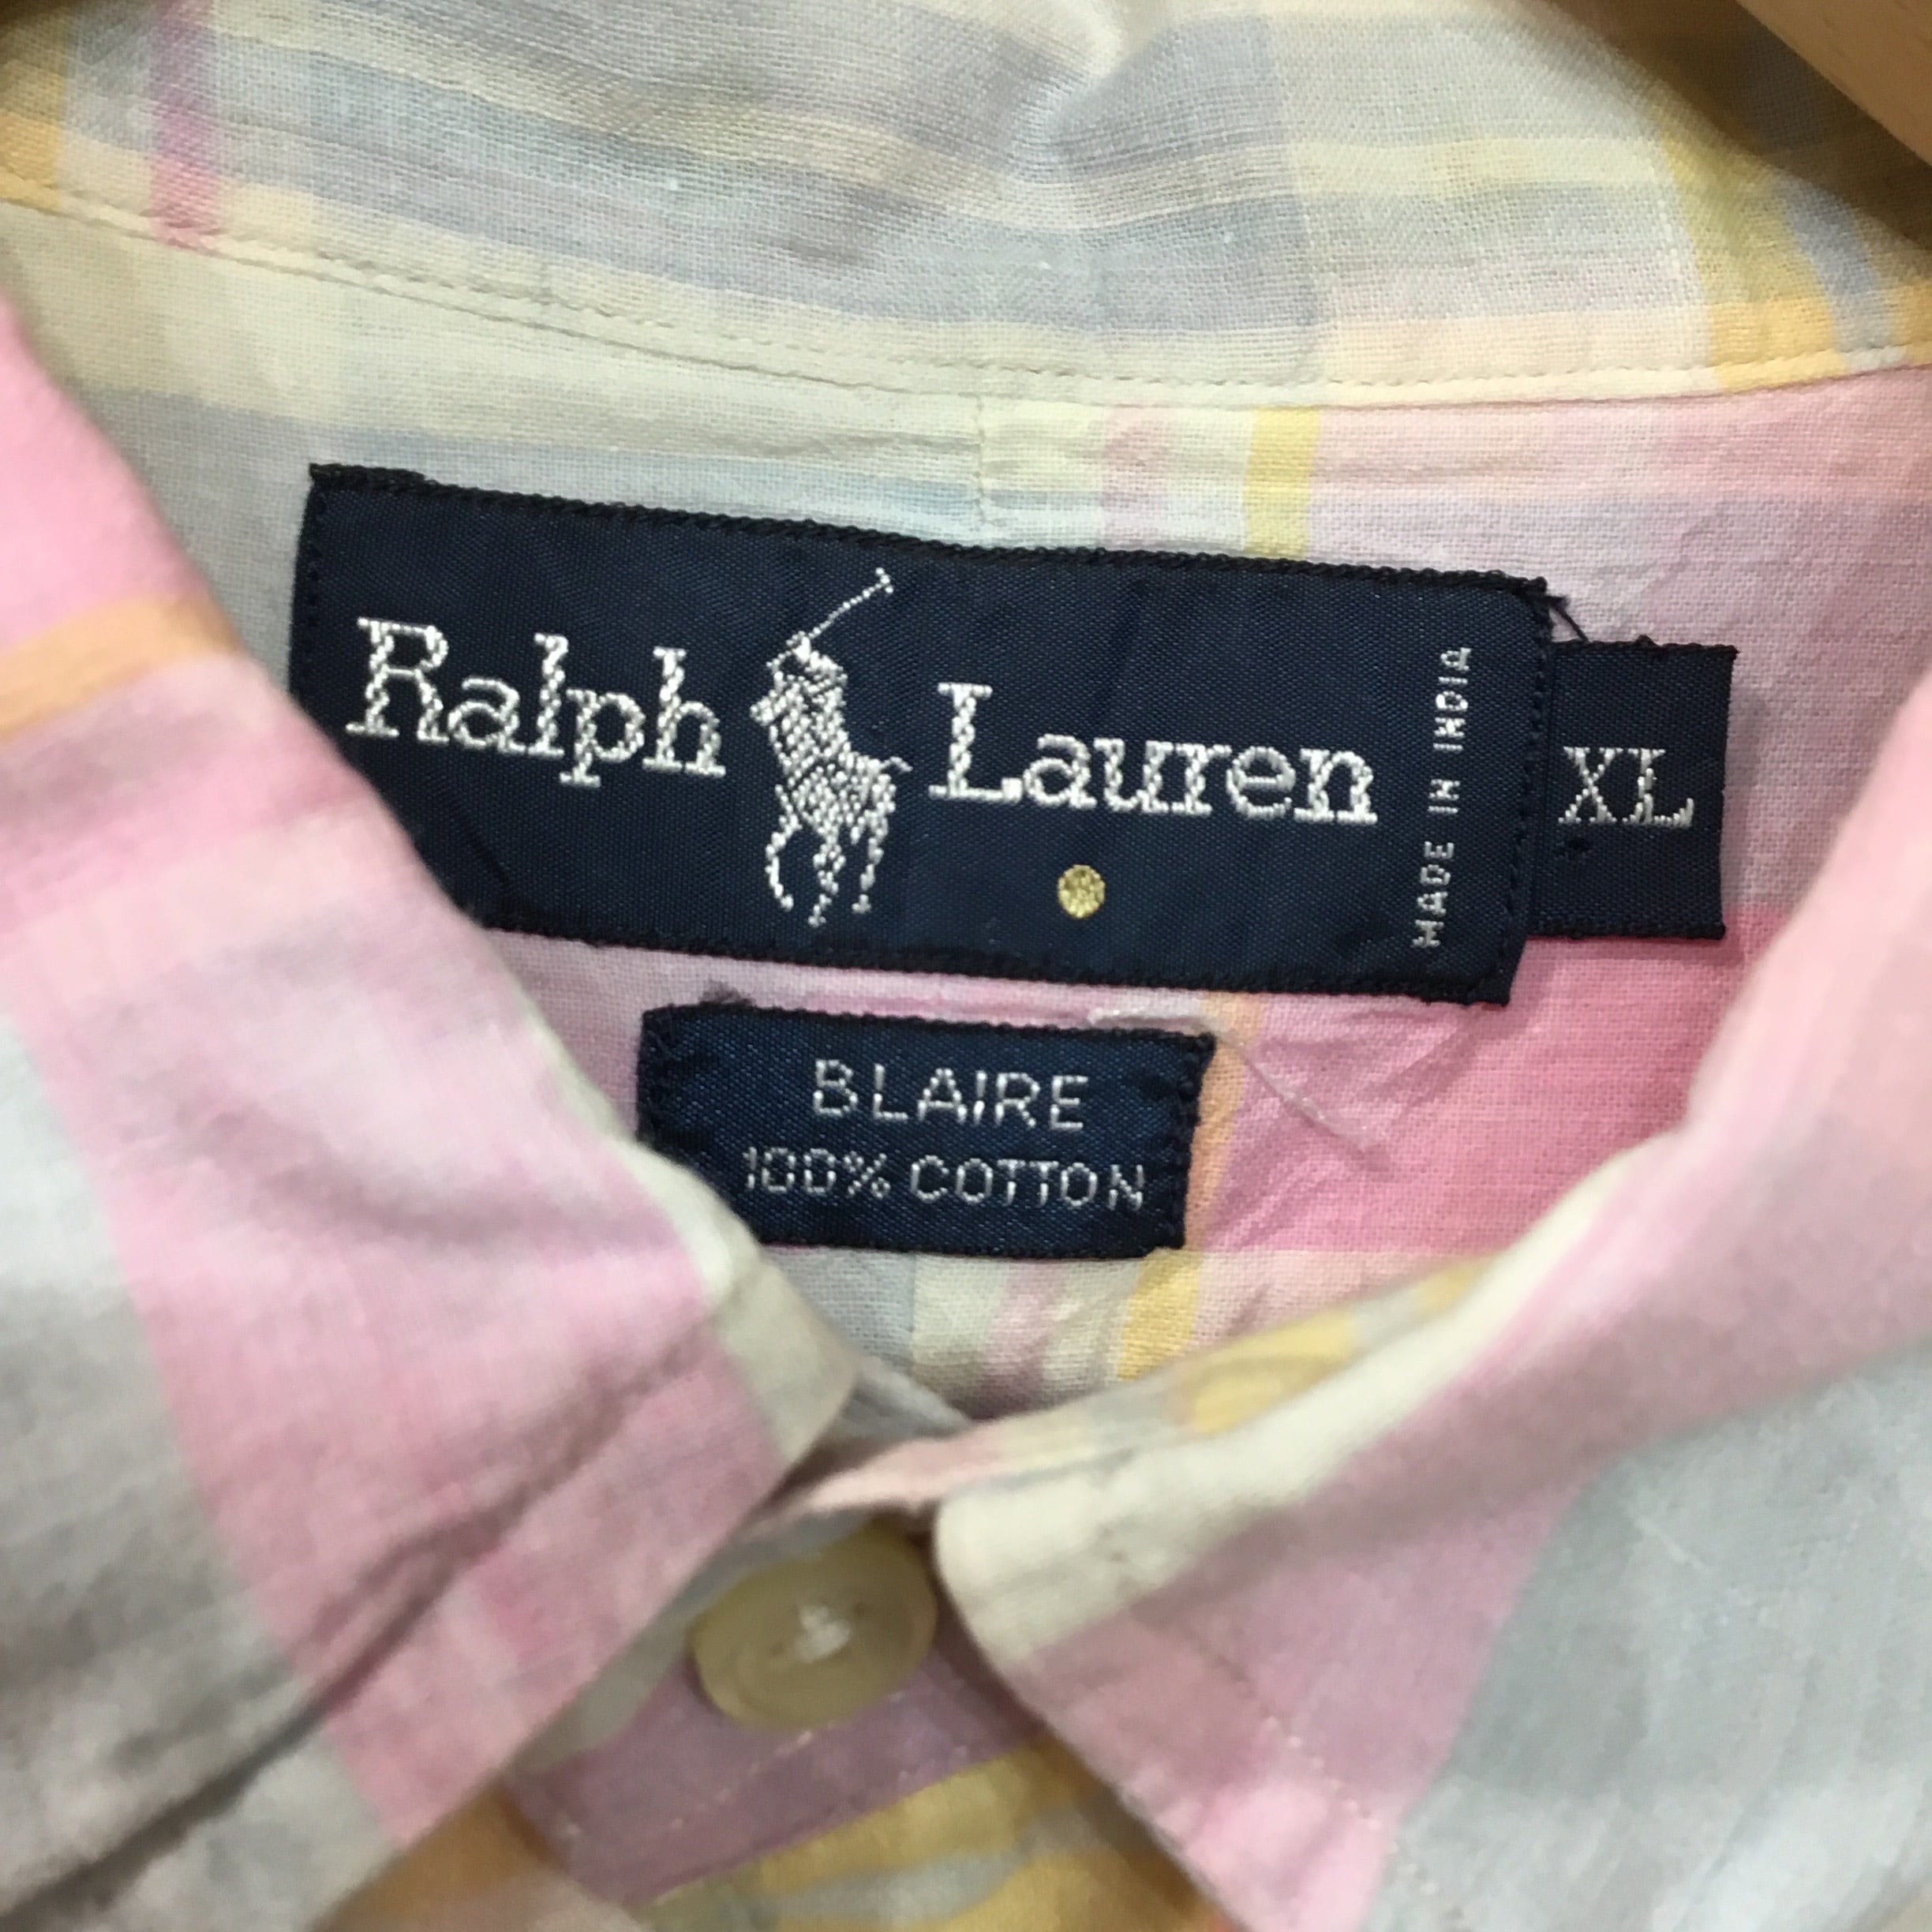 Ralph Lauren
MADE IN INDIA
XL
BLAIRE
100% COTTON